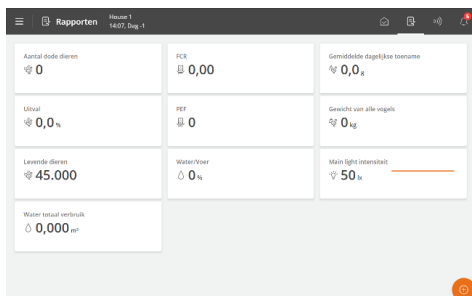 Rapporten
House 1
14:07, Dag -1
Aantal dode dieren
0
FCR
0,00
Gemiddelde dagelijkse toename
0,0 g
Uitval
0,0 %
PEF
0
Gewicht van alle vogels
0 kg
Levende dieren
45.000
Water/Voer
0 %
Main light intensiteit
50 lx
Water totaal verbruik
0,000 m³